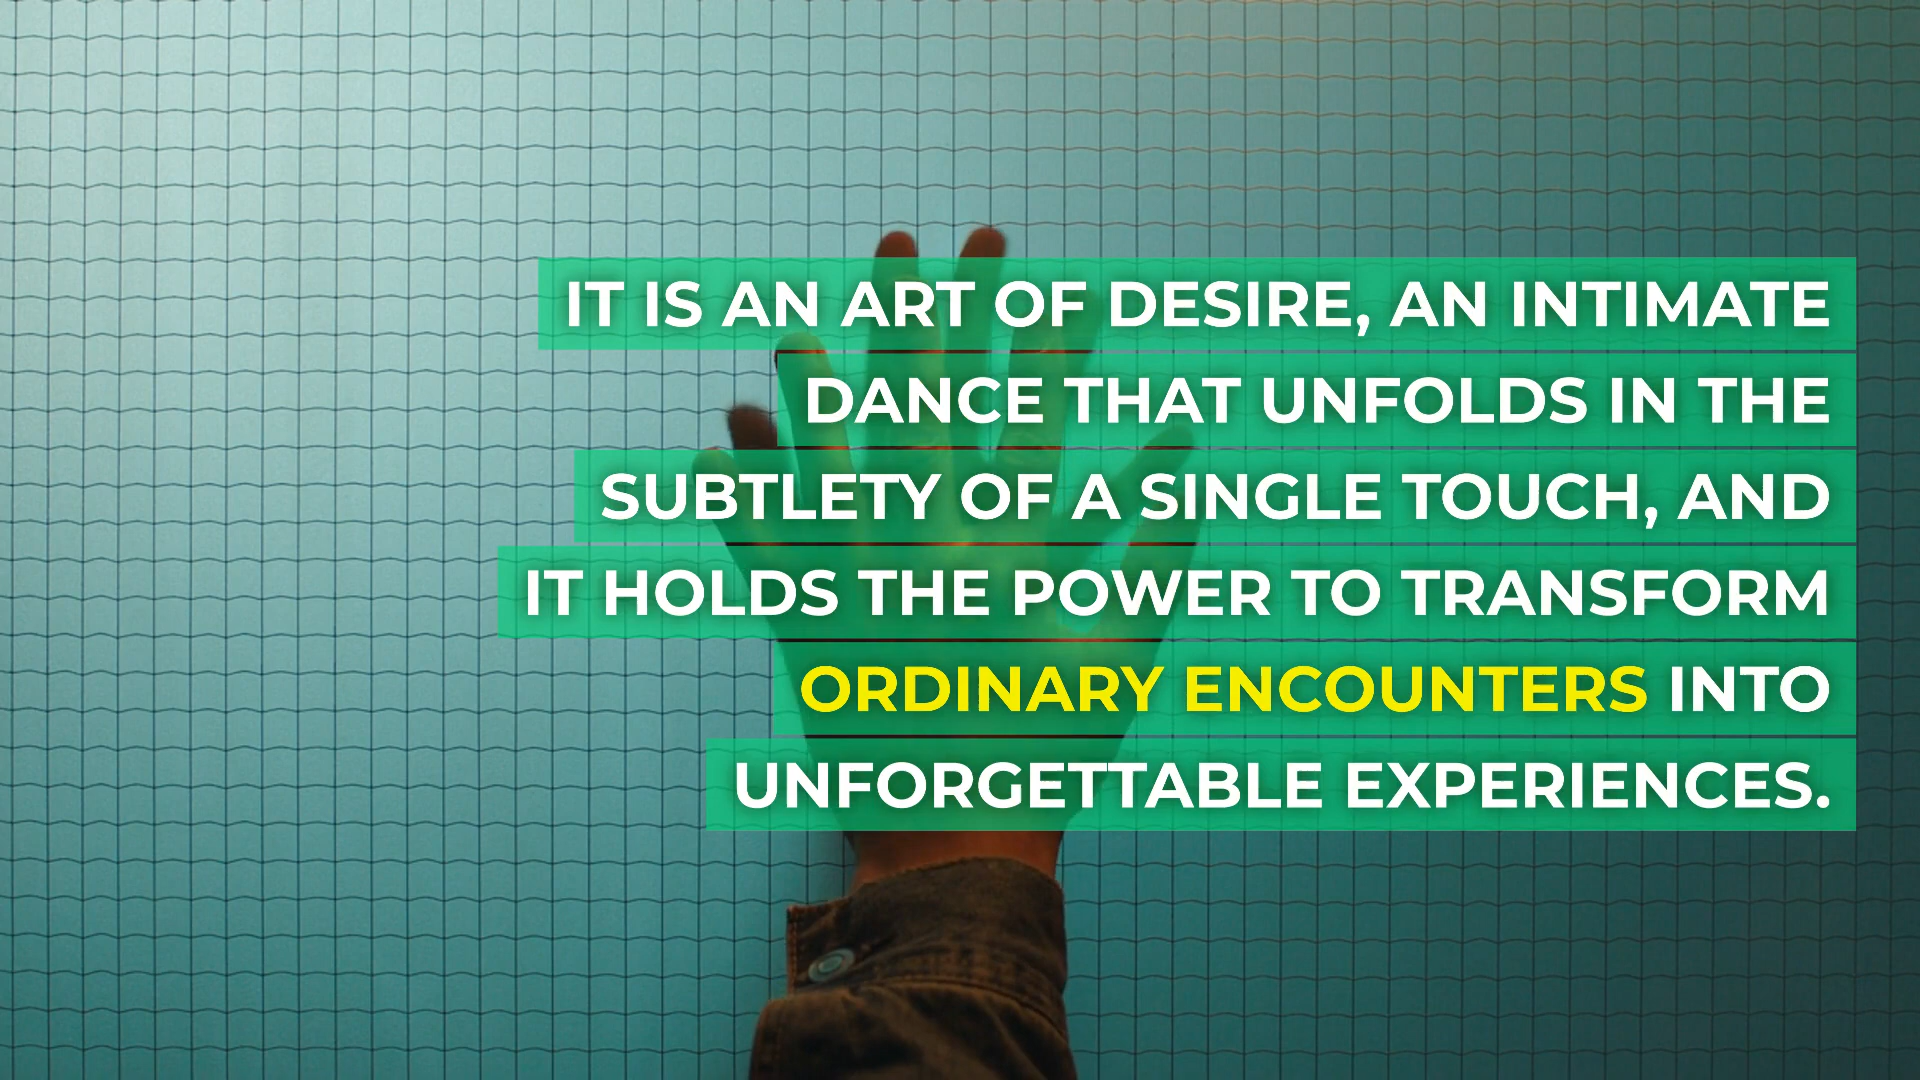 IT IS AN ART OF DESIRE, AN INTIMATE
DANCE THAT UNFOLDS IN THE
SUBTLETY OF A SINGLE TOUCH, AND
IT HOLDS THE POWER TO TRANSFORM
ORDINARY ENCOUNTERS INTO
UNFORGETTABLE EXPERIENCES.